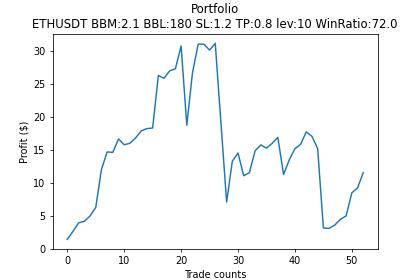 Portfolio
ETHUSDT BBM:2.1 BBL:180 SL:1.2 TP:0.8 lev:10 WinRatio:72.0
30
25
20
15
10
5
0
Profit ($)
0 10 20 30 40 50
Trade counts